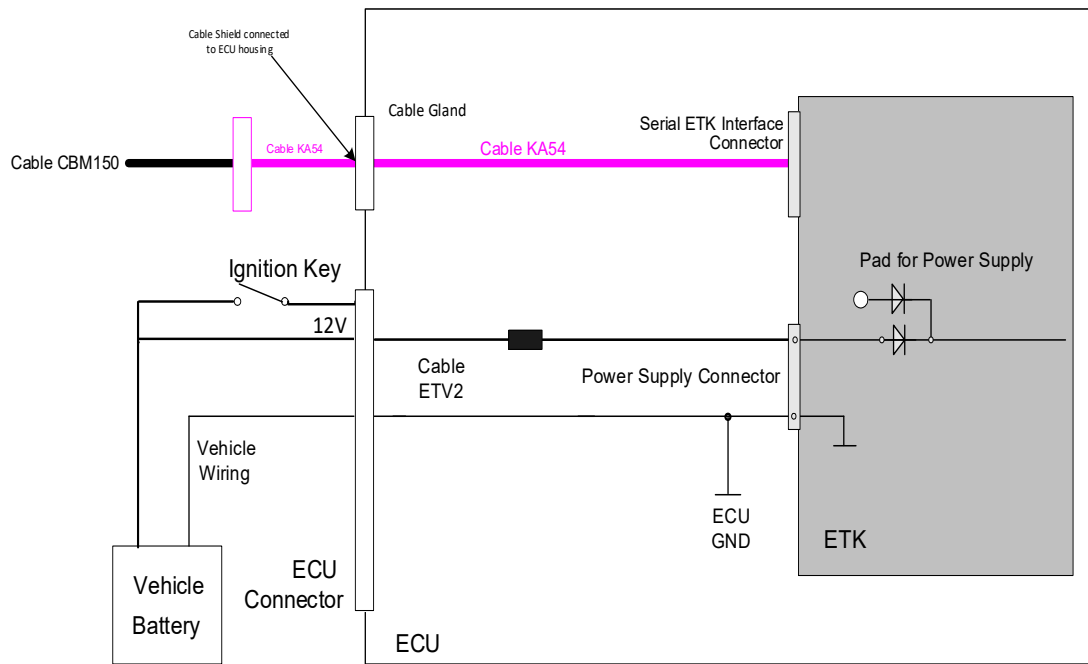 Cable Shield connected
to ECU housing
Cable Gland
Serial ETK Interface
Connector
Cable CBM150
Cable KA54
Cable KA54
Ignition Key
Pad for Power Supply
12V
Cable
ETV2
Power Supply Connector
Vehicle
Wiring
ECU
GND
ETK
ECU
Connector
Vehicle
Battery
ECU